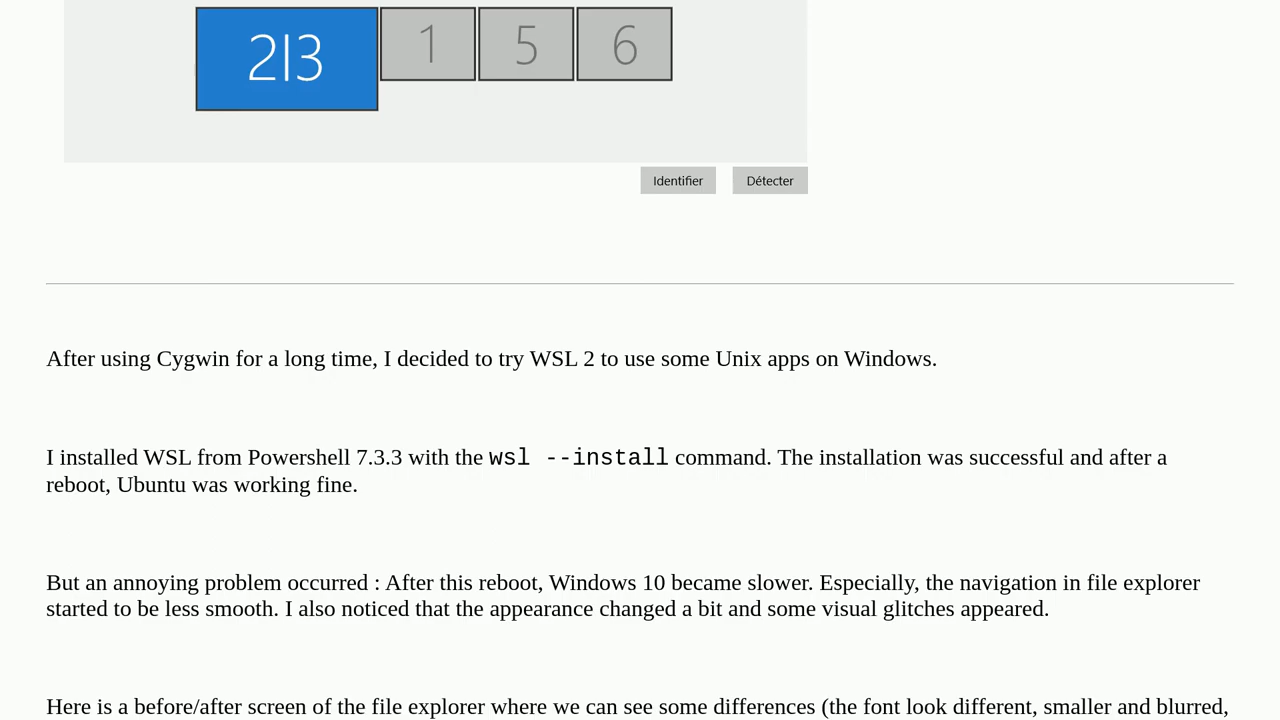 2|3 1 5 6
Identifier Détecter
After using Cygwin for a long time, I decided to try WSL 2 to use some Unix apps on Windows.
I installed WSL from Powershell 7.3.3 with the wsl --install command. The installation was successful and after a
reboot, Ubuntu was working fine.
But an annoying problem occurred : After this reboot, Windows 10 became slower. Especially, the navigation in file explorer
started to be less smooth. I also noticed that the appearance changed a bit and some visual glitches appeared.
Here is a before/after screen of the file explorer where we can see some differences (the font look different, smaller and blurred,